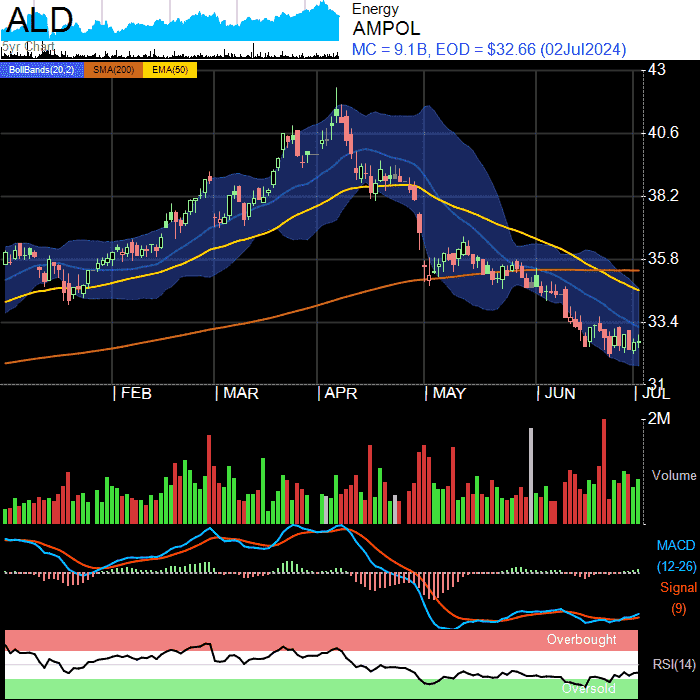 ALD
5yr Chart
Energy
AMPOL
MC = 9.1B, EOD = $32.66 (02Jul2024)
BollBands(20,2) SMA(200) EMA(50)
43
40.6
38.2
35.8
33.4
31
FEB MAR APR MAY JUN JUL
2M
Volume
MACD
(12-26)
Signal
(9)
Overbought
RSI(14)
Oversold